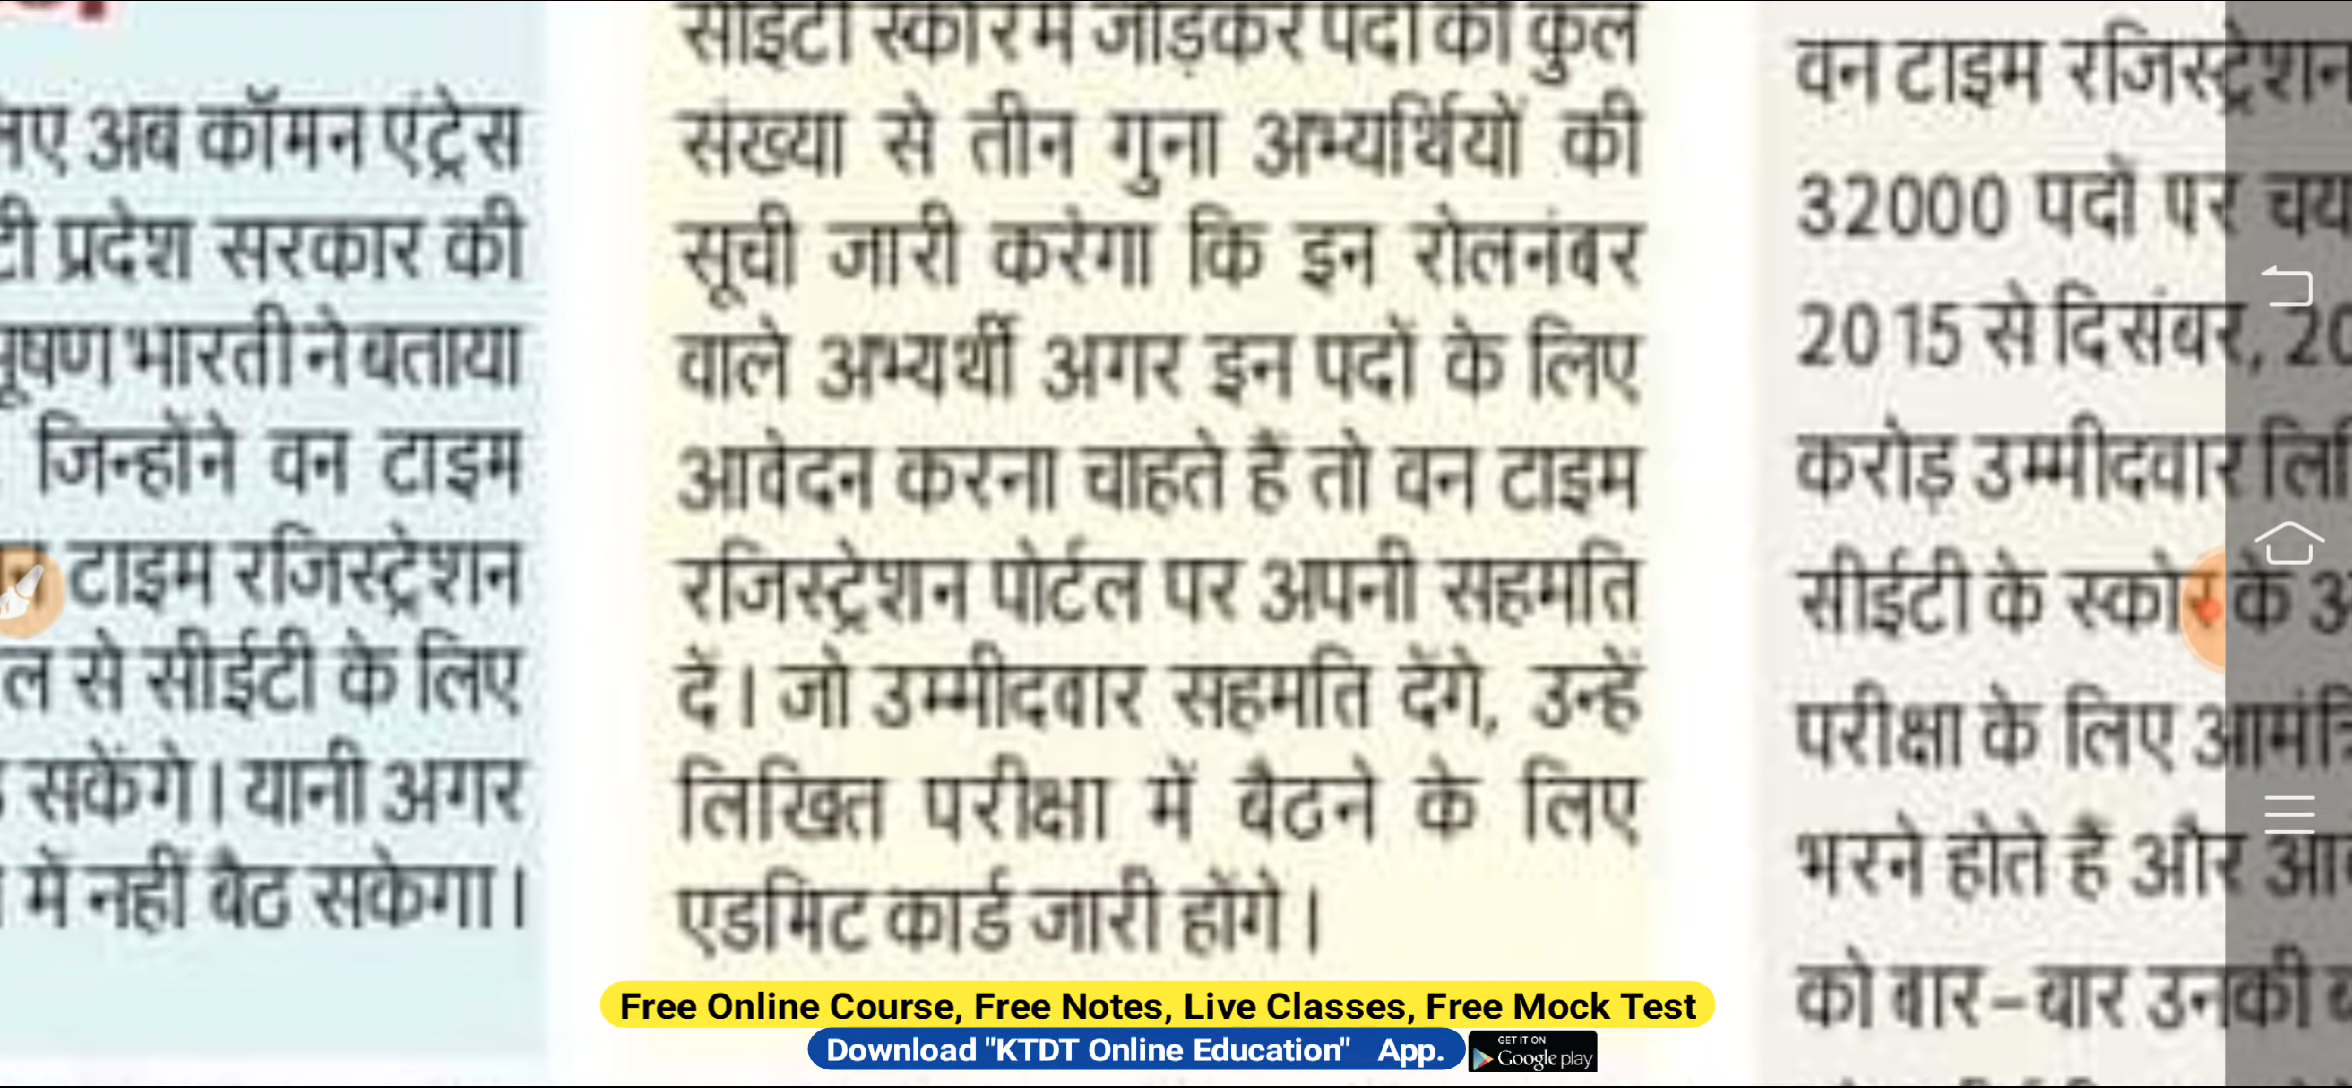 अब कॉमन एंट्रेस
प्रदेश सरकार की
भारती ने बताया
जिन्होंने वन टाइम
टाइम रजिस्ट्रेशन
से सीईटी के लिए
सकेंगे। यानी अगर
में नहीं बैठ सकेगा।
सीईटी स्कोर में जोड़कर पदों की कुल
संख्या से तीन गुना अभ्यर्थियों की
सूची जारी करेगा कि इन रोलनंबर
वाले अभ्यर्थी अगर इन पदों के लिए
आवेदन करना चाहते हैं तो वन टाइम
रजिस्ट्रेशन पोर्टल पर अपनी सहमति
दें। जो उम्मीदवार सहमति देंगे, उन्हें
लिखित परीक्षा में बैठने के लिए
एडमिट कार्ड जारी होंगे।
वन टाइम रजिस्ट्रेशन
32000 पदों पर
2015 से दिसंबर,
करोड़ उम्मीदवार
सीईटी के स्कोर के
परीक्षा के लिए
भरने होते हैं और
को बार-बार उनकी
Free Online Course, Free Notes, Live Classes, Free Mock Test
Download "KTDT Online Education" App.
GET IT ON
Google play